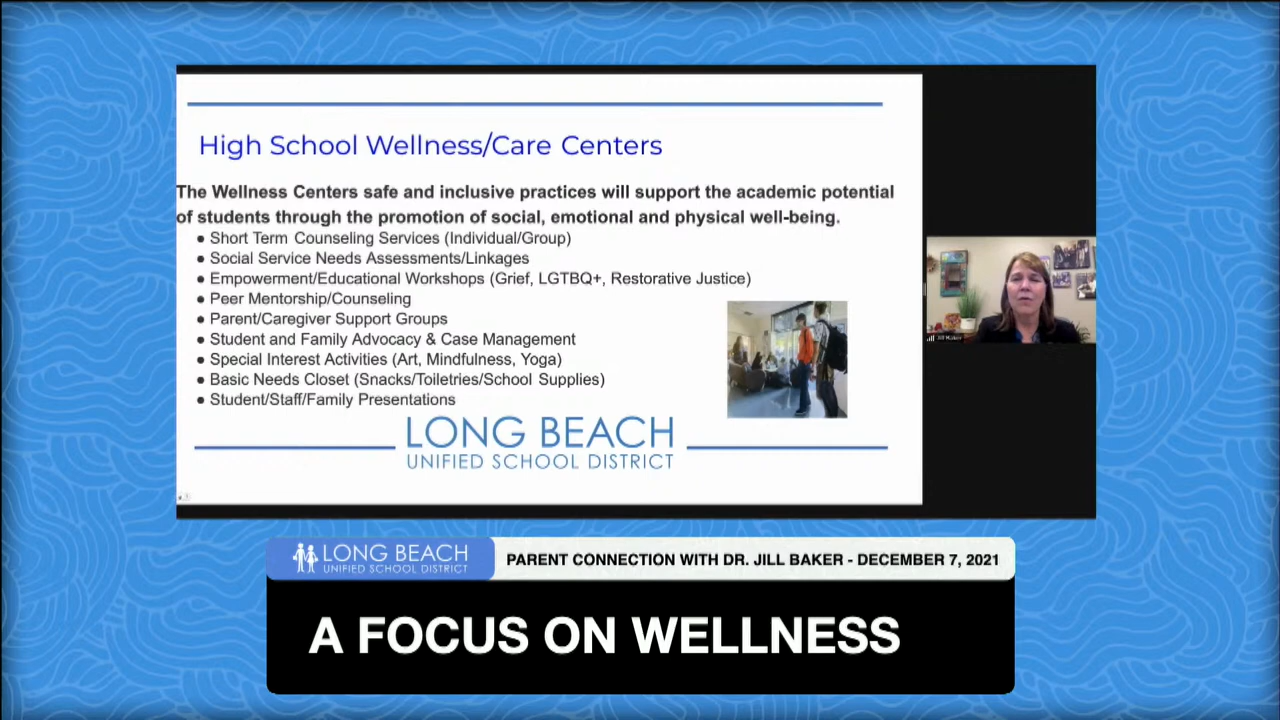 High School Wellness/Care Centers
The Wellness Centers safe and inclusive practices will support the academic potential
of students through the promotion of social, emotional and physical well-being.
● Short Term Counseling Services (Individual/Group)
● Social Service Needs Assessments/Linkages
● Empowerment/Educational Workshops (Grief, LGTBQ+, Restorative Justice)
● Peer Mentorship/Counseling
● Parent/Caregiver Support Groups
● Student and Family Advocacy & Case Management
● Special Interest Activities (Art, Mindfulness, Yoga)
● Basic Needs Closet (Snacks/Toiletries/School Supplies)
● Student/Staff/Family Presentations
LONG BEACH
UNIFIED SCHOOL DISTRICT
Jill Baker
LONG BEACH
UNIFIED SCHOOL DISTRICT
PARENT CONNECTION WITH DR. JILL BAKER - DECEMBER 7, 2021
A FOCUS ON WELLNESS